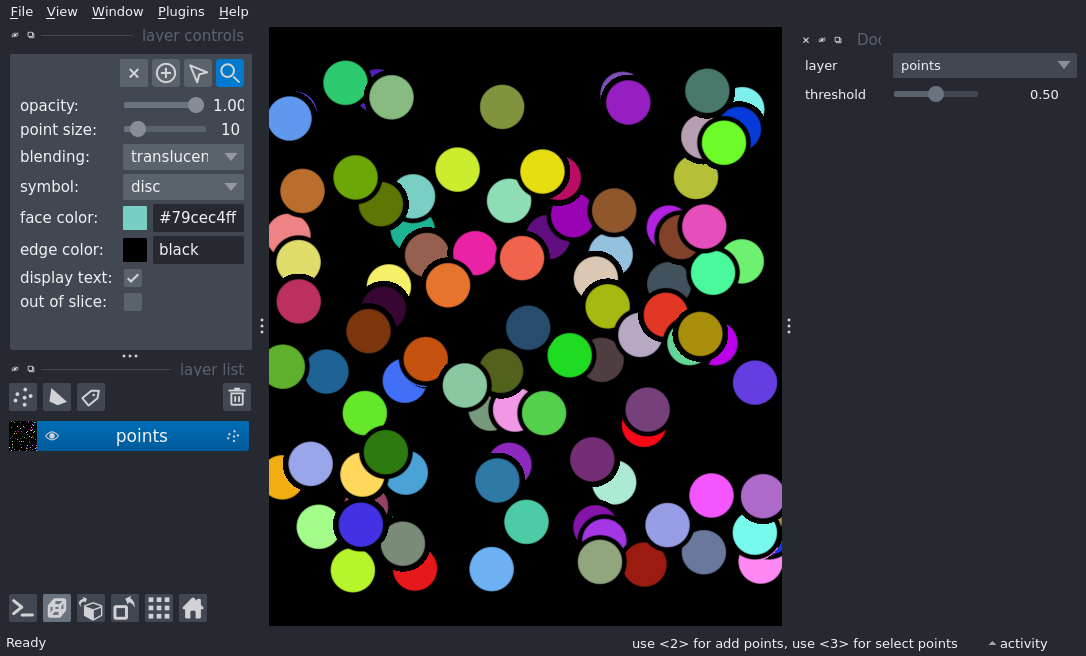 File View Window Plugins Help
layer controls
opacity: 1.00
point size: 10
blending: translucen
symbol: disc
face color: #79cec4ff
edge color: black
display text:
out of slice:
layer list
points
Ready
Doc
layer points
threshold 0.50
use <2> for add points, use <3> for select points activity